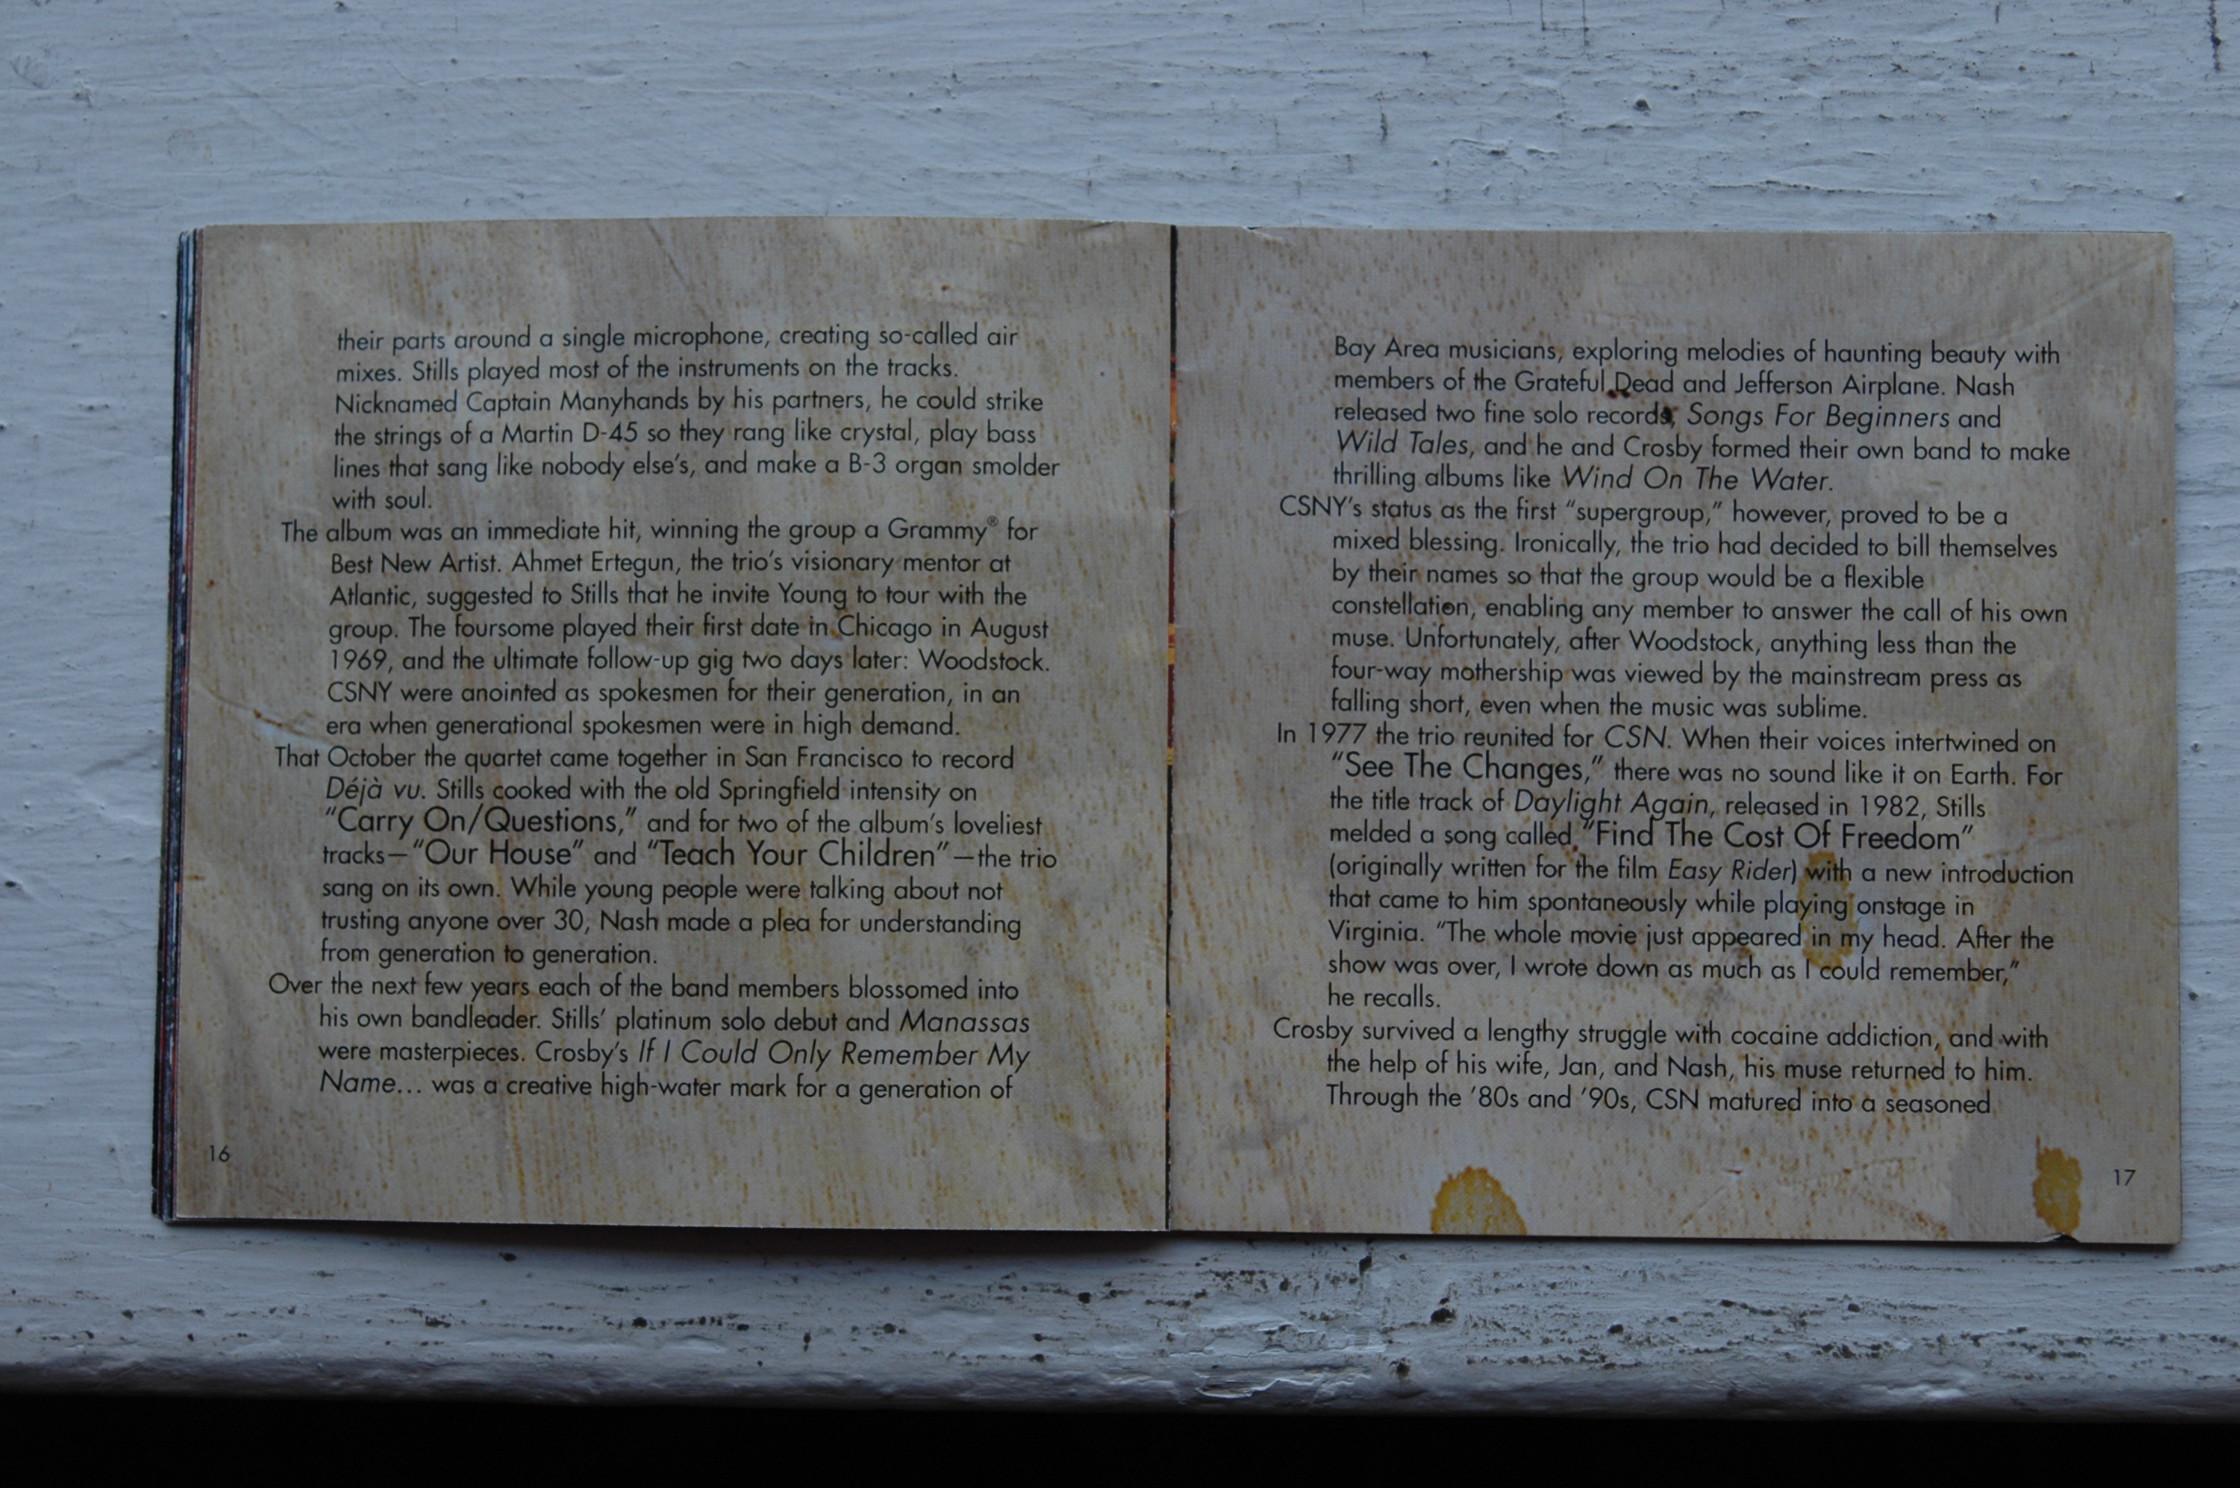 their parts around a single microphone, creating so-called air
mixes. Stills played most of the instruments on the tracks.
Nicknamed Captain Manyhands by his partners, he could strike
the strings of a Martin D-45 so they rang like crystal, play bass
lines that sang like nobody else's, and make a B-3 organ smolder
with soul.
The album was an immediate hit, winning the group a Grammy® for
Best New Artist. Ahmet Ertegun, the trio's visionary mentor at
Atlantic, suggested to Stills that he invite Young to tour with the
group. The foursome played their first date in Chicago in August
1969, and the ultimate follow-up gig two days later: Woodstock.
CSNY were anointed as spokesmen for their generation, in an
era when generational spokesmen were in high demand.
That October the quartet came together in San Francisco to record
Déjà vu. Stills cooked with the old Springfield intensity on
"Carry On/Questions," and for two of the album's loveliest
tracks—"Our House" and "Teach Your Children"—the trio
sang on its own. While young people were talking about not
trusting anyone over 30, Nash made a plea for understanding
from generation to generation.
Over the next few years each of the band members blossomed into
his own bandleader. Stills' platinum solo debut and Manassas
were masterpieces. Crosby's If I Could Only Remember My
Name... was a creative high-water mark for a generation of
16
Bay Area musicians, exploring melodies of haunting beauty with
members of the Grateful Dead and Jefferson Airplane. Nash
released two fine solo records, Songs For Beginners and
Wild Tales, and he and Crosby formed their own band to make
thrilling albums like Wind On The Water.
CSNY's status as the first "supergroup," however, proved to be a
mixed blessing. Ironically, the trio had decided to bill themselves
by their names so that the group would be a flexible
constellation, enabling any member to answer the call of his own
muse. Unfortunately, after Woodstock, anything less than the
four-way mothership was viewed by the mainstream press as
falling short, even when the music was sublime.
In 1977 the trio reunited for CSN. When their voices intertwined on
"See The Changes," there was no sound like it on Earth. For
the title track of Daylight Again, released in 1982, Stills
melded a song called "Find The Cost Of Freedom"
(originally written for the film Easy Rider) with a new introduction
that came to him spontaneously while playing onstage in
Virginia. "The whole movie just appeared in my head. After the
show was over, I wrote down as much as I could remember,"
he recalls.
Crosby survived a lengthy struggle with cocaine addiction, and with
the help of his wife, Jan, and Nash, his muse returned to him.
Through the '80s and '90s, CSN matured into a seasoned
17